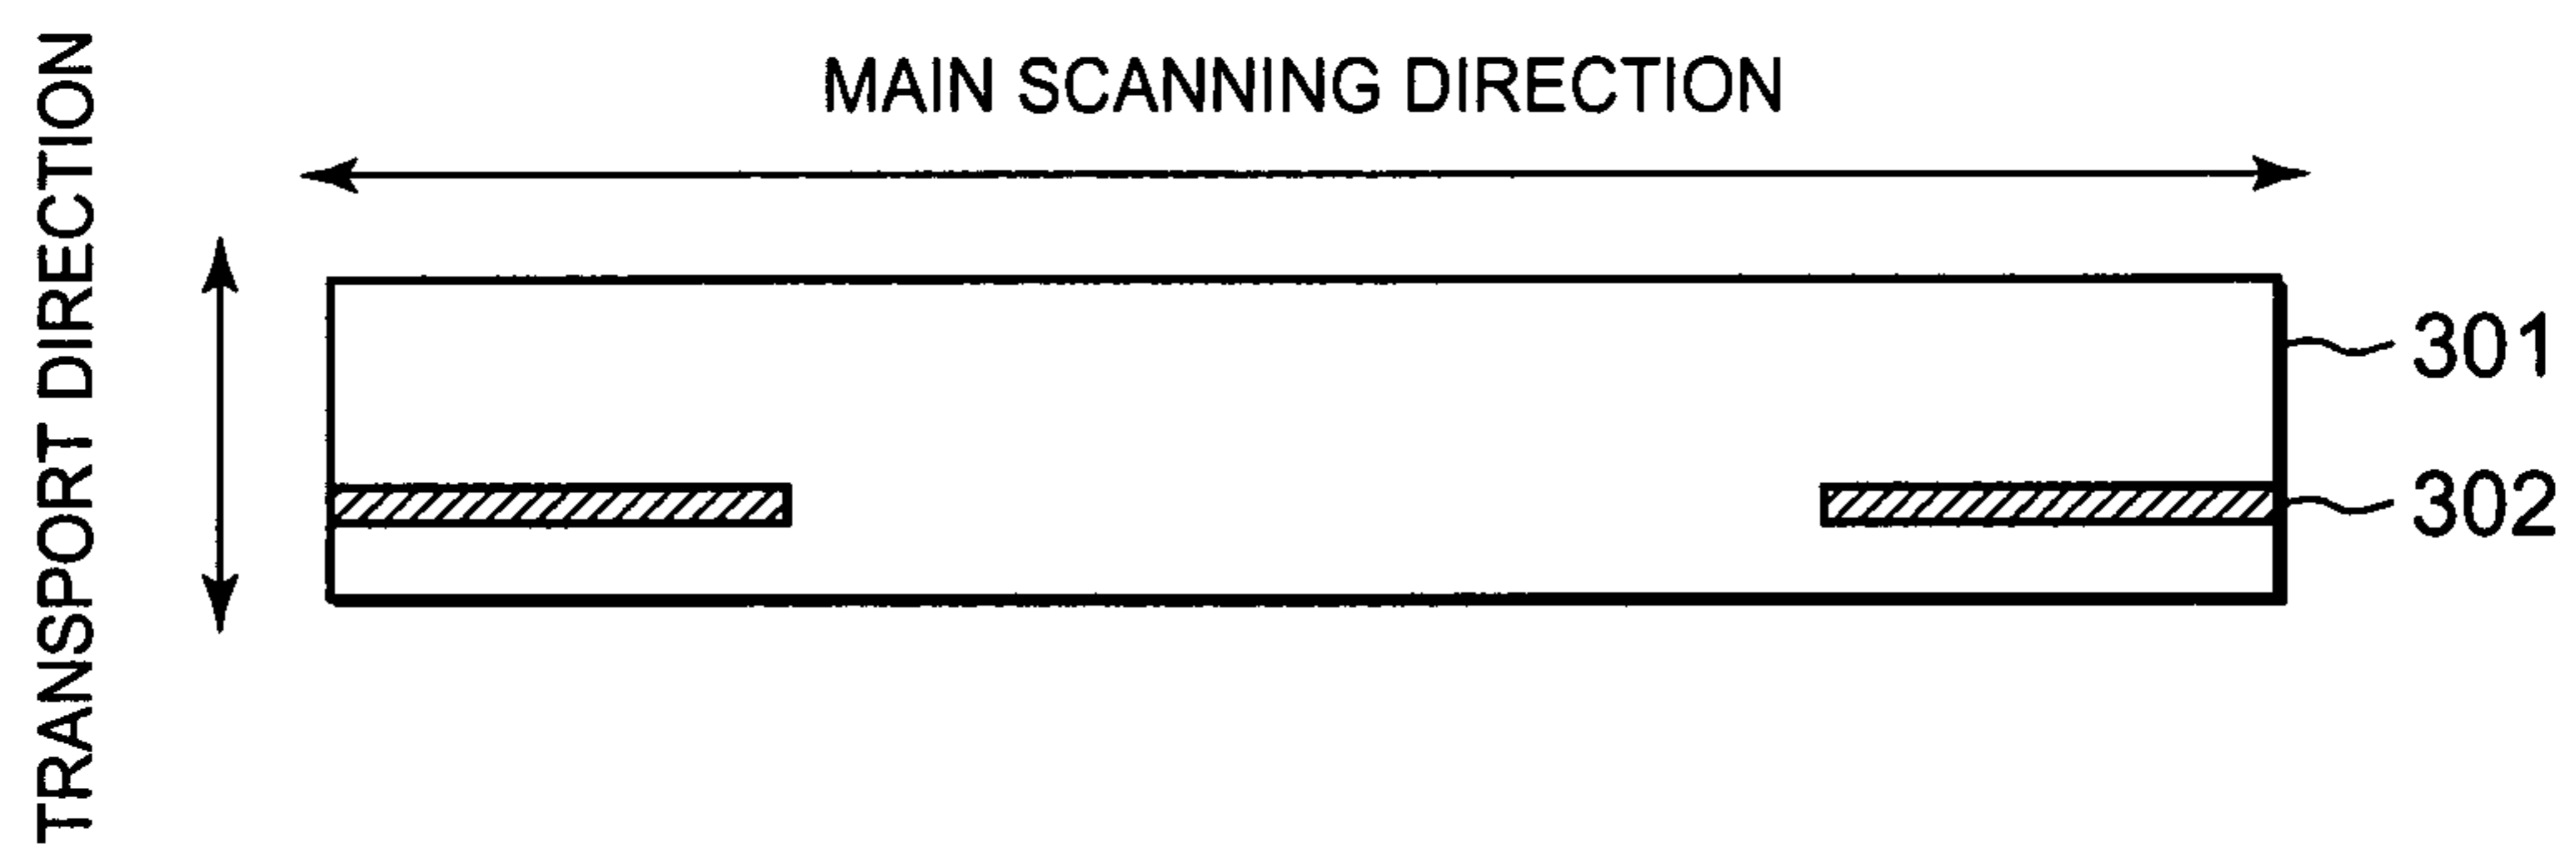 MAIN SCANNING DIRECTION
TRANSPORT DIRECTION
301
302